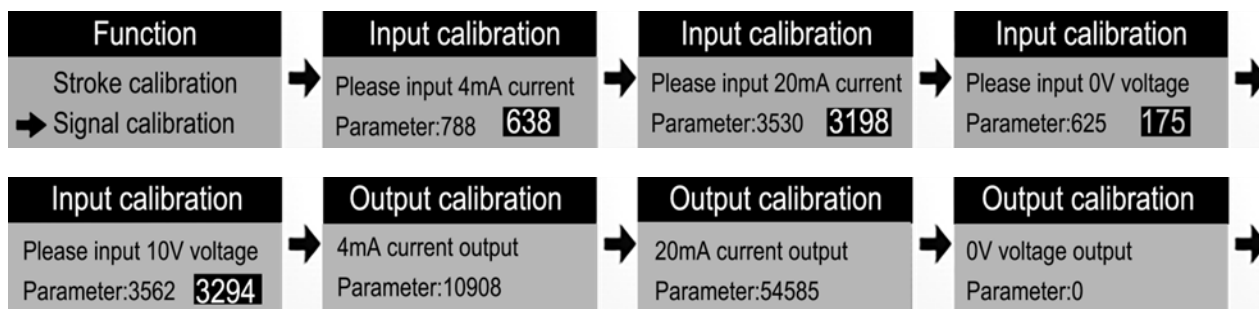 Function
Stroke calibration
Signal calibration
Input calibration
Please input 4mA current
Parameter:788 638
Input calibration
Please input 20mA current
Parameter:3530 3198
Input calibration
Please input 0V voltage
Parameter:625 175
Input calibration
Please input 10V voltage
Parameter:3562 3294
Output calibration
4mA current output
Parameter:10908
Output calibration
20mA current output
Parameter:54585
Output calibration
0V voltage output
Parameter:0